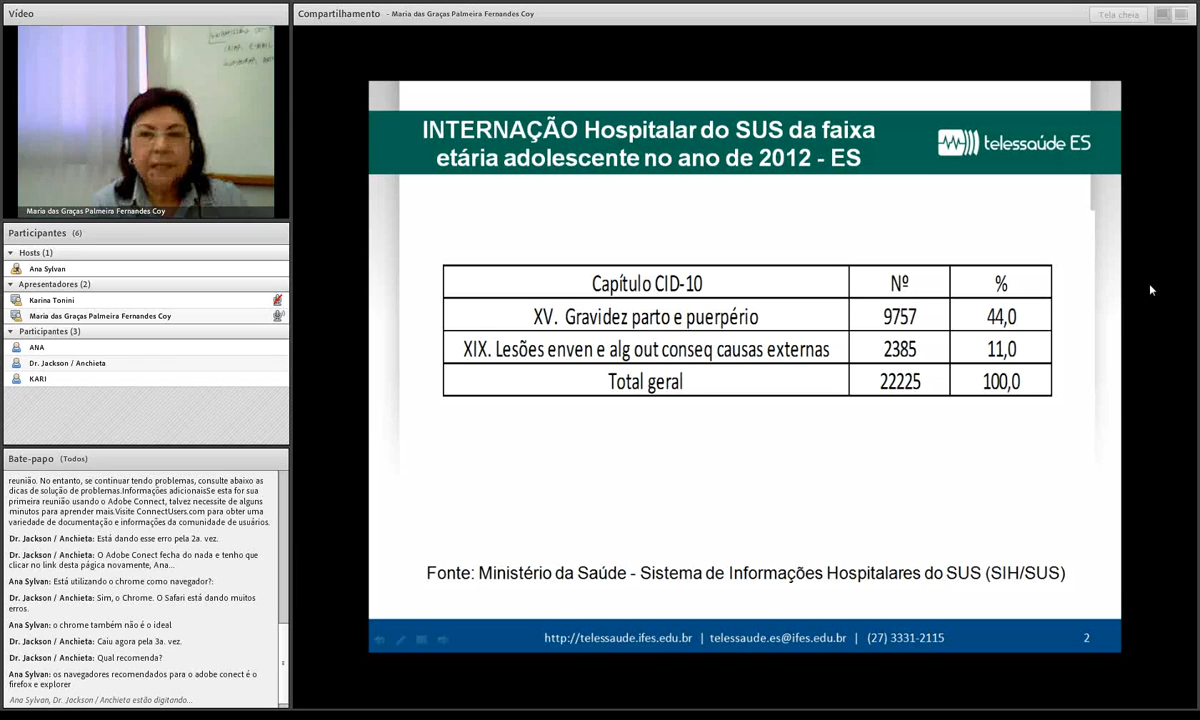 Vídeo
Maria das Graças Palmeira Fernandes Coy
Participantes (6)
Hosts (1)
Ana Sylvan
Apresentadores (2)
Karina Tonini
Maria das Graças Palmeira Fernandes Coy
Participantes (3)
ANA
Dr. Jackson / Anchieta
KARI
Bate-papo (Todos)
reunião. No entanto, se continuar tendo problemas, consulte abaixo as
dicas de solução de problemas.Informações adicionaisSe esta for sua
primeira reunião usando o Adobe Connect, talvez necessite de alguns
minutos para aprender mais.Visite ConnectUsers.com para obter uma
variedade de documentação e informações da comunidade de usuários.
Dr. Jackson / Anchieta: Está dando esse erro pela 2a. vez.
Dr. Jackson / Anchieta: O Adobe Conect fecha do nada e tenho que
clicar no link desta página novamente, Ana...
Ana Sylvan: Está utilizando o chrome como navegador?:
Dr. Jackson / Anchieta: Sim, o Chrome. O Safari está dando muitos
erros.
Ana Sylvan: o chrome também não é o ideal
Dr. Jackson / Anchieta: Caiu agora pela 3a. vez.
Dr. Jackson / Anchieta: Qual recomenda?
Ana Sylvan: os navegadores recomendados para o adobe conect é o
firefox e explorer
Ana Sylvan, Dr. Jackson / Anchieta estão digitando...
Compartilhamento - Maria das Graças Palmeira Fernandes Coy
Tela cheia
INTERNAÇÃO Hospitalar do SUS da faixa
etária adolescente no ano de 2012 - ES
telessaúde ES
Capítulo CID-10 Nº %
XV. Gravidez parto e puerpério 9757 44,0
XIX. Lesões enven e alg out conseq causas externas 2385 11,0
Total geral 22225 100,0
Fonte: Ministério da Saúde - Sistema de Informações Hospitalares do SUS (SIH/SUS)
http://telessaude.ifes.edu.br | telessaude.es@ifes.edu.br | (27) 3331-2115 2